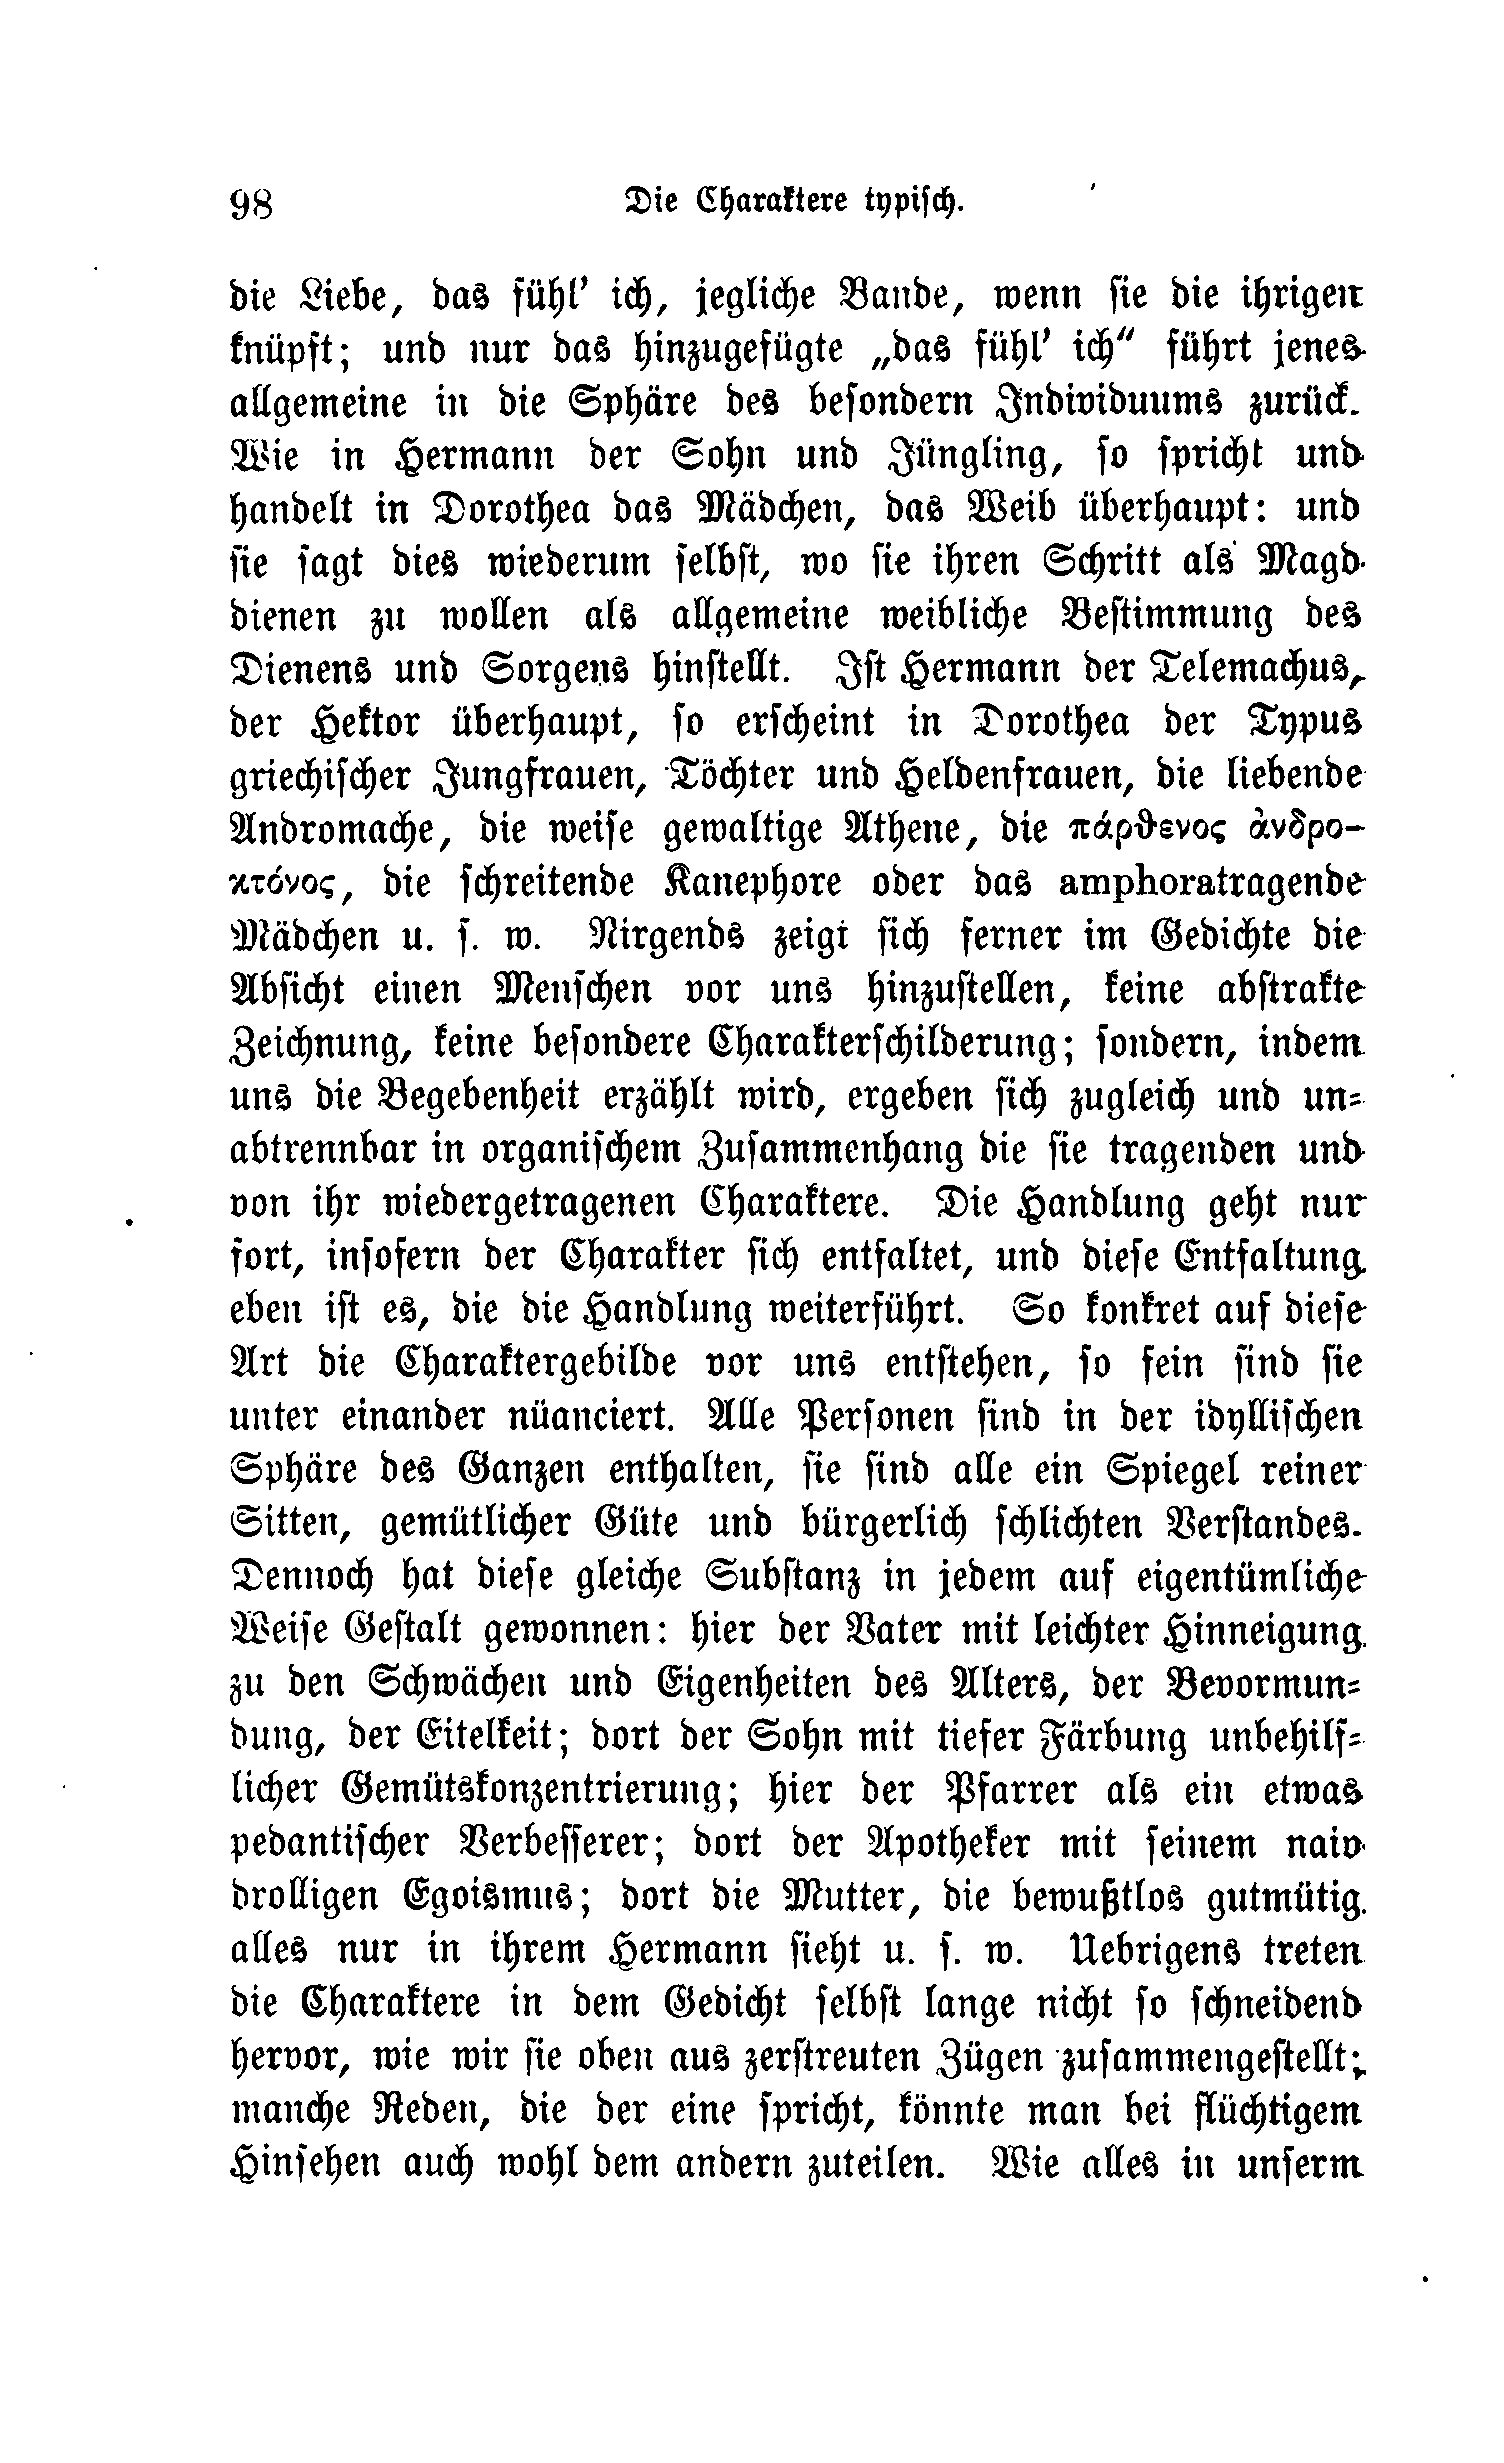 98 Die Charaktere typisch.
die Liebe, das fühl' ich, jegliche Bande, wenn sie die ihrigen
knüpft; und nur das hinzugefügte „das fühl' ich“ führt jenes
allgemeine in die Sphäre des besondern Individuums zurück.
Wie in Hermann der Sohn und Jüngling, so spricht und
handelt in Dorothea das Mädchen, das Weib überhaupt: und
sie sagt dies wiederum selbst, wo sie ihren Schritt als Magd
dienen zu wollen als allgemeine weibliche Bestimmung des
Dienens und Sorgens hinstellt. Ist Hermann der Telemachus,
der Hektor überhaupt, so erscheint in Dorothea der Typus
griechischer Jungfrauen, Töchter und Heldenfrauen, die liebende
Andromache, die weise gewaltige Athene, die πάρθενος ἀνδρο-
κτόνος, die schreitende Kanephore oder das amphoratragende
Mädchen u. s. w. Nirgends zeigt sich ferner im Gedichte die
Absicht einen Menschen vor uns hinzustellen, keine abstrakte
Zeichnung, keine besondere Charakterschilderung; sondern, indem
uns die Begebenheit erzählt wird, ergeben sich zugleich und un-
abtrennbar in organischem Zusammenhang die sie tragenden und
von ihr wiedergetragenen Charaktere. Die Handlung geht nur
fort, insofern der Charakter sich entfaltet, und diese Entfaltung
eben ist es, die die Handlung weiterführt. So konkret auf diese
Art die Charaktergebilde vor uns entstehen, so fein sind sie
unter einander nüanciert. Alle Personen sind in der idyllischen
Sphäre des Ganzen enthalten, sie sind alle ein Spiegel reiner
Sitten, gemütlicher Güte und bürgerlich schlichten Verstandes.
Dennoch hat diese gleiche Substanz in jedem auf eigentümliche
Weise Gestalt gewonnen: hier der Vater mit leichter Hinneigung
zu den Schwächen und Eigenheiten des Alters, der Bevormun-
dung, der Eitelkeit; dort der Sohn mit tiefer Färbung unbehilf-
licher Gemütskonzentrierung; hier der Pfarrer als ein etwas
pedantischer Verbesserer; dort der Apotheker mit seinem naiv
drolligen Egoismus; dort die Mutter, die bewußtlos gutmütig
alles nur in ihrem Hermann sieht u. s. w. Uebrigens treten
die Charaktere in dem Gedicht selbst lange nicht so schneidend
hervor, wie wir sie oben aus zerstreuten Zügen zusammengestellt;
manche Reden, die der eine spricht, könnte man bei flüchtigem
Hinsehen auch wohl dem andern zuteilen. Wie alles in unserm